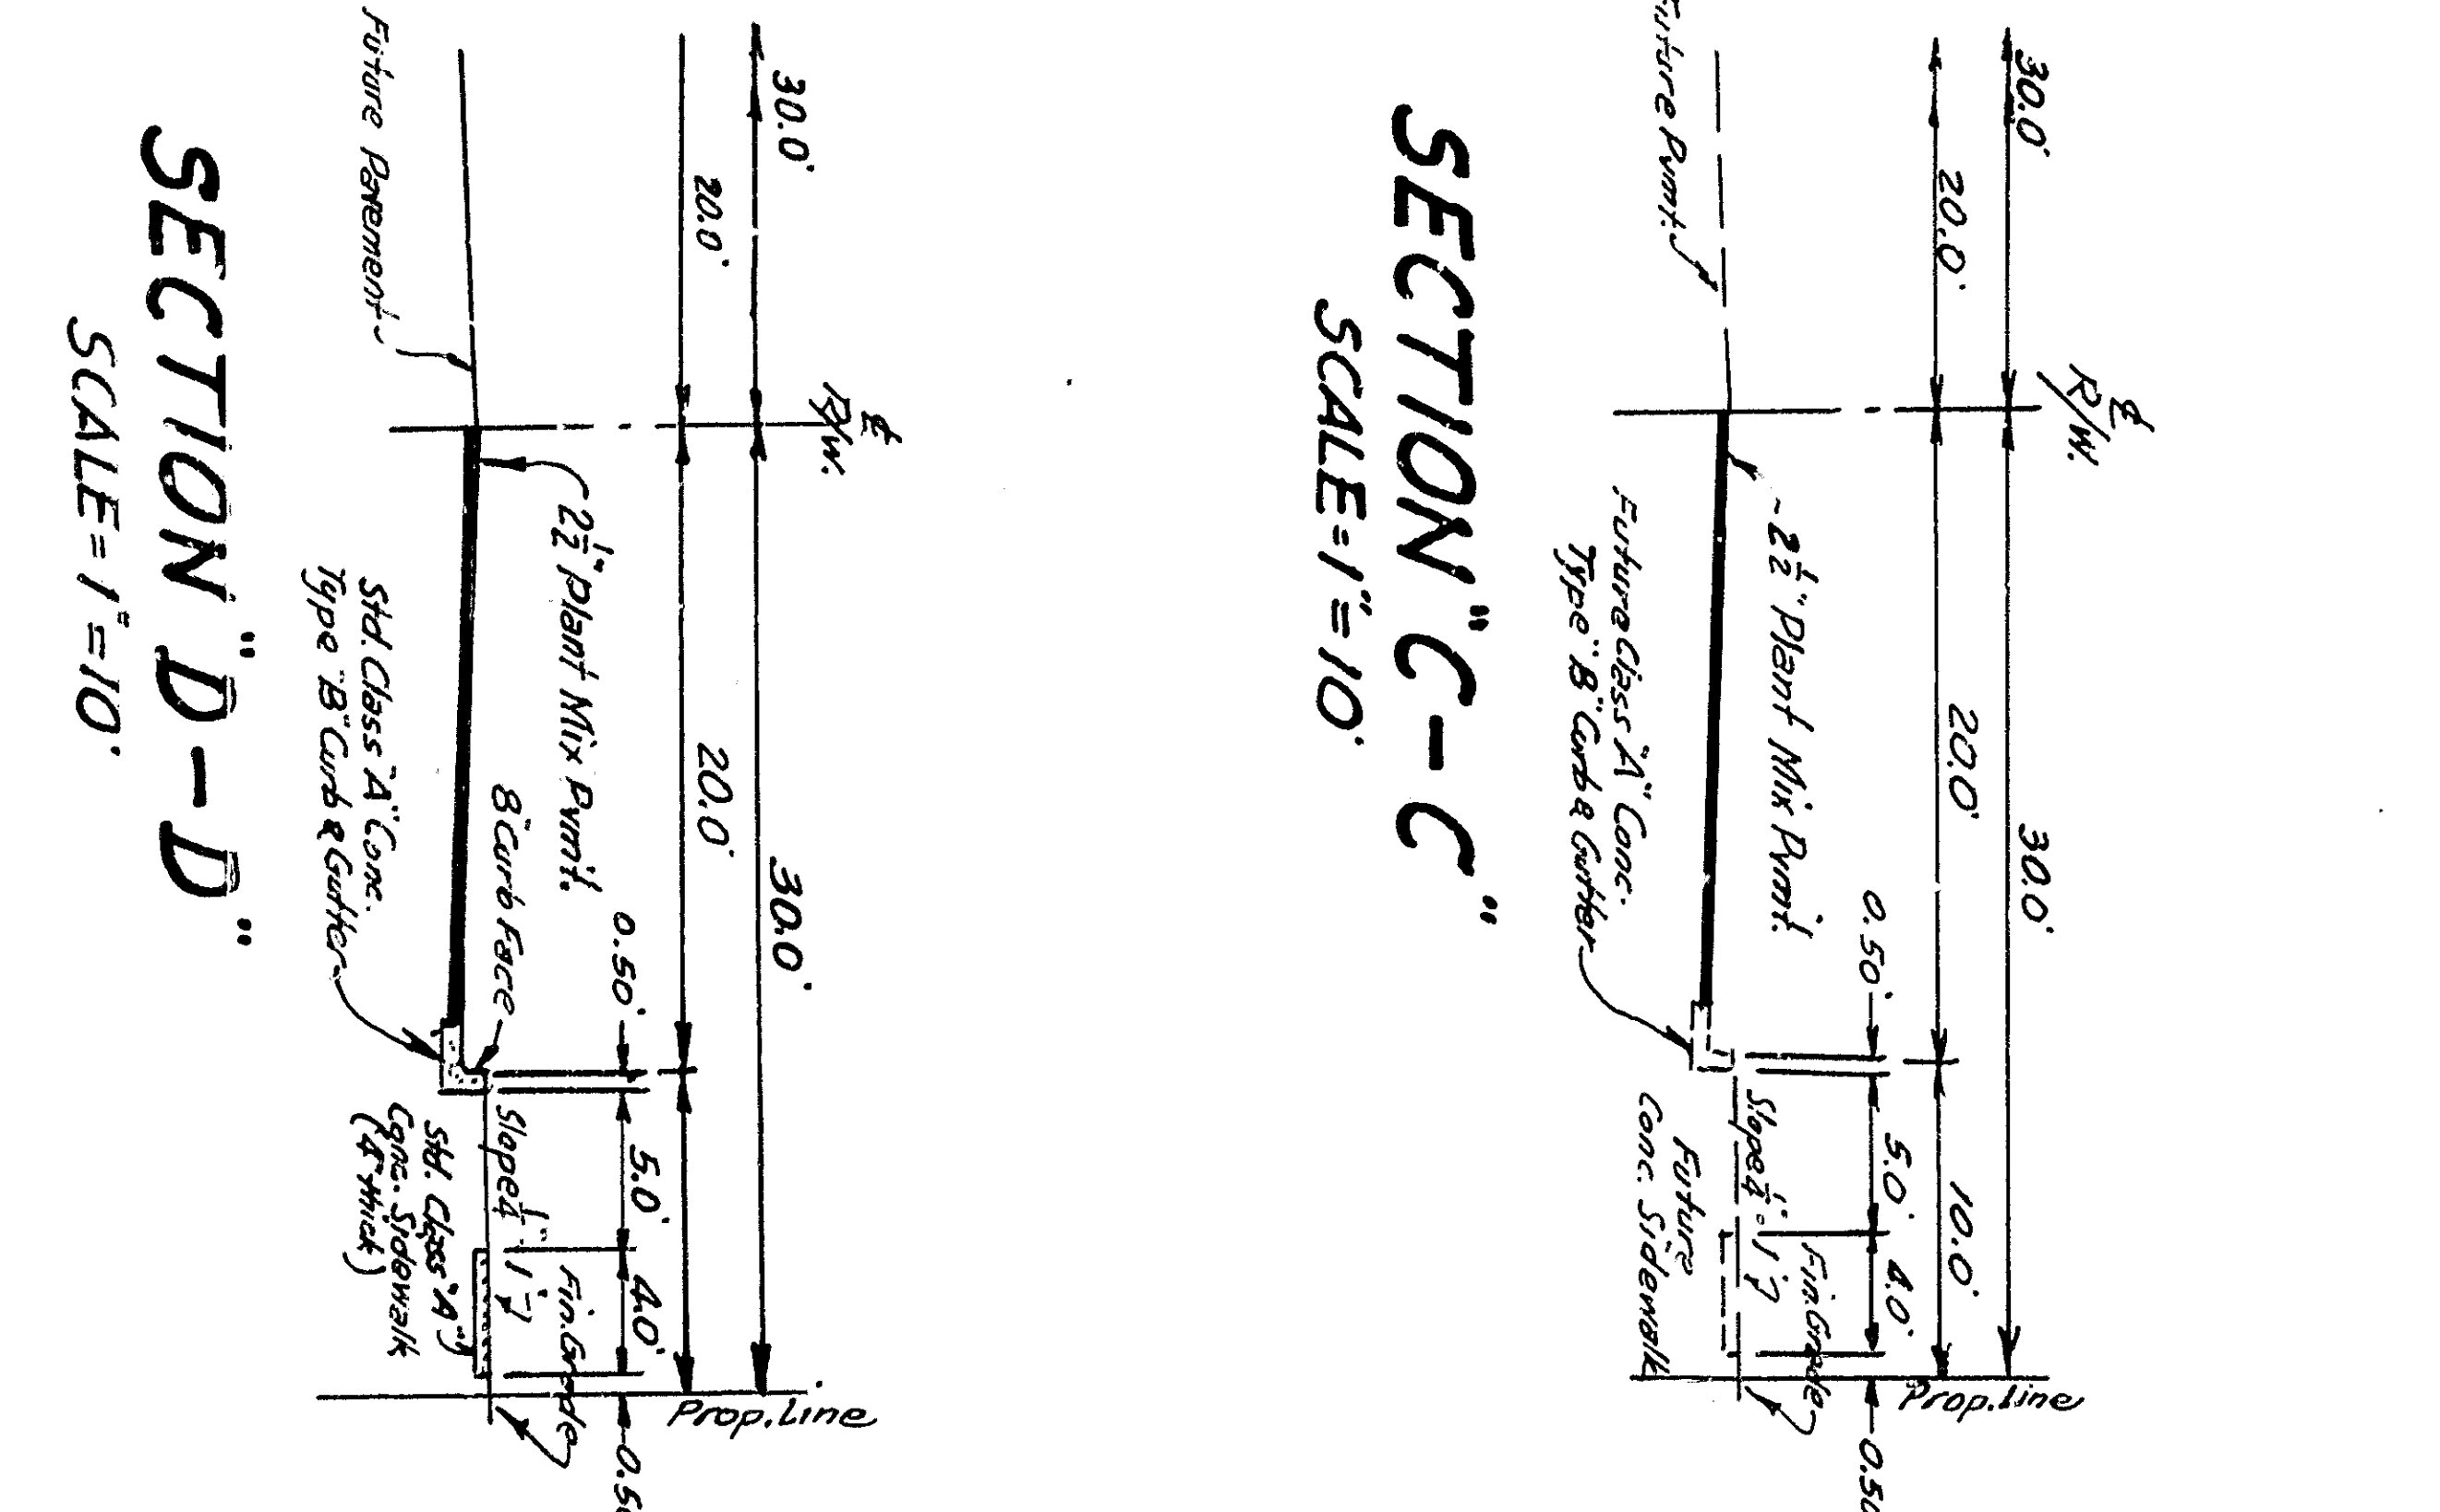 30.0'
30.0'
20.0'
20.0'
10.0'
℄
R/W.
0.50'
5.0'
4.0'
0.50
Prop. Line
2½" Plant Mix Pvmt.
Future Pvmt.
Slope ¼":1'
Fin. Grade
Future Class "A" Conc.
Type "B" Curb & Gutter
Future
Conc. Sidewalk
SECTION "C-C"
SCALE=1"=10'
30.0'
30.0'
20.0'
20.0'
℄
R/W.
0.50'
5.0'
4.0'
0.50
Prop. Line
2½" Plant Mix Pvmt.
8" Curb Face
Slope ¼":1'
Fin. Grade
Future Pavement
Std. Class "A" Conc.
Type "B" Curb & Gutter
Std. Class "A"
Conc. Sidewalk
(4" thick)
SECTION "D-D"
SCALE=1"=10'